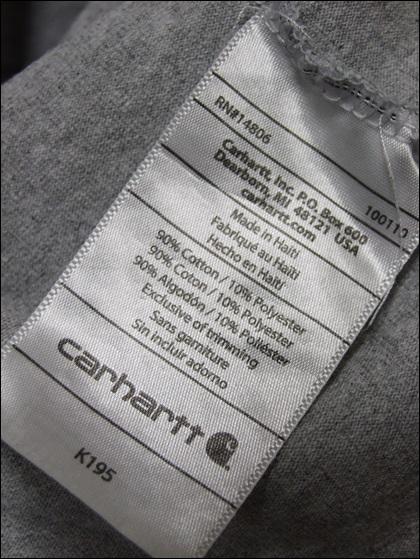 RN#14806
100110
Carhartt, Inc. P.O. Box 600
Dearborn, MI 48121 USA
carhartt.com
Made in Haiti
Fabriqué au Haïti
Hecho en Haití
90% Cotton / 10% Polyester
90% Coton / 10% Polyester
90% Algodón / 10% Poliéster
Exclusive of trimming
Sans garniture
Sin incluir adorno
carhartt
K195